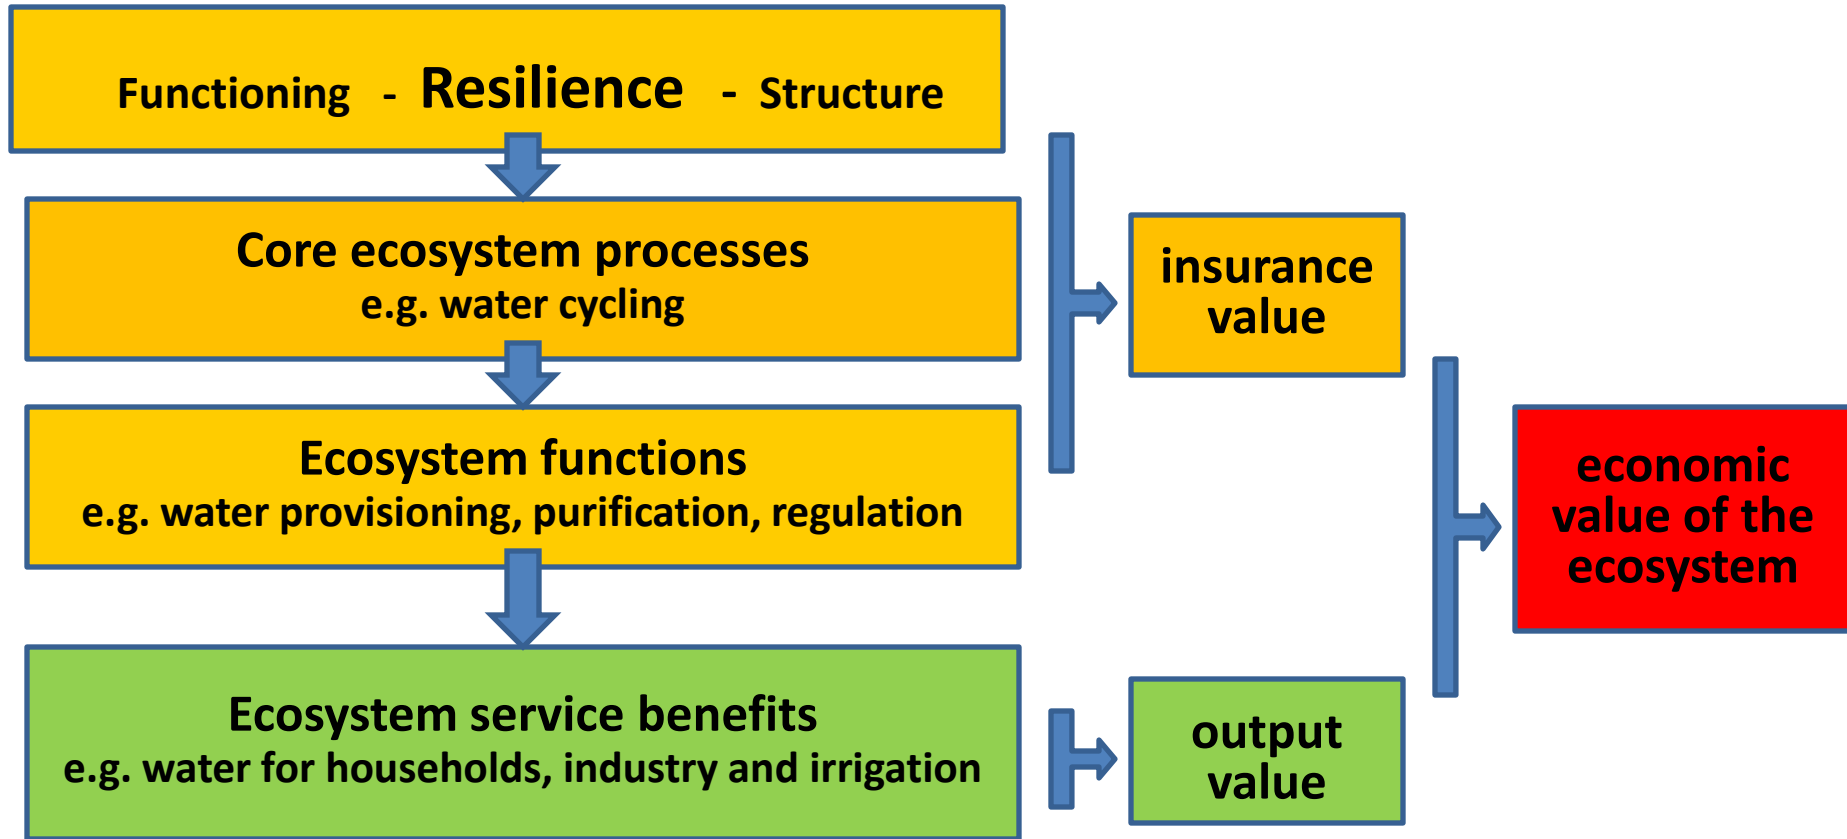 Functioning - Resilience - Structure
Core ecosystem processes
e.g. water cycling
Ecosystem functions
e.g. water provisioning, purification, regulation
Ecosystem service benefits
e.g. water for households, industry and irrigation
insurance
value
output
value
economic
value of the
ecosystem